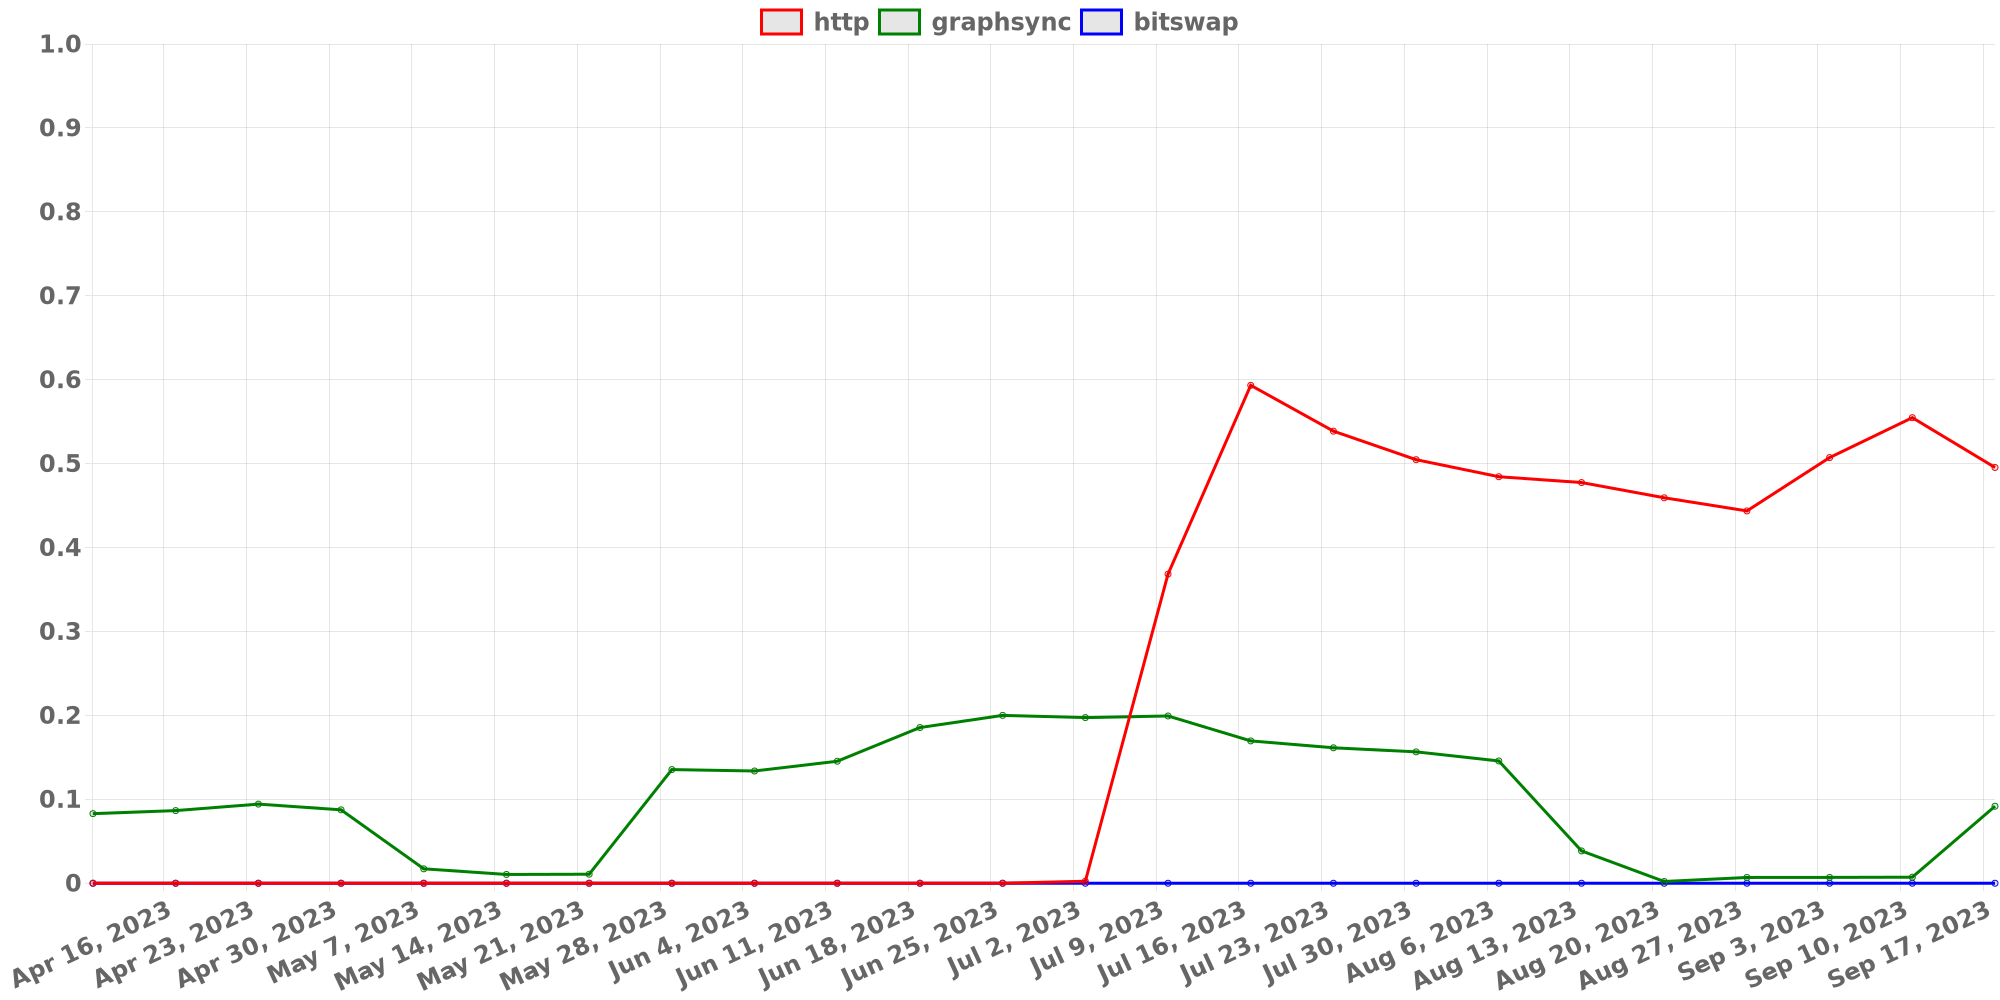 http graphsync bitswap
1.0
0.9
0.8
0.7
0.6
0.5
0.4
0.3
0.2
0.1
0
Apr 16, 2023
Apr 23, 2023
Apr 30, 2023
May 7, 2023
May 14, 2023
May 21, 2023
May 28, 2023
Jun 4, 2023
Jun 11, 2023
Jun 18, 2023
Jun 25, 2023
Jul 2, 2023
Jul 9, 2023
Jul 16, 2023
Jul 23, 2023
Jul 30, 2023
Aug 6, 2023
Aug 13, 2023
Aug 20, 2023
Aug 27, 2023
Sep 3, 2023
Sep 10, 2023
Sep 17, 2023